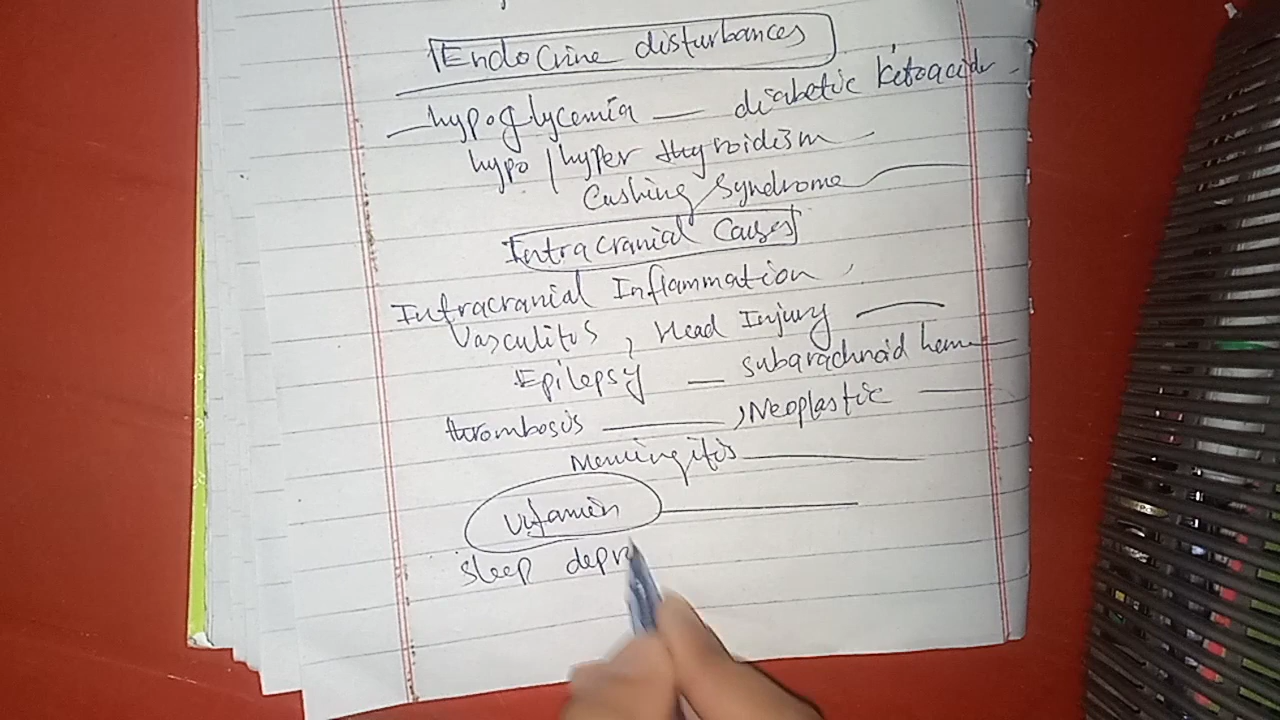 Endocrine disturbances
hypoglycemia — diabetic ketoacido
hypo / hyper thyroidism
Cushing Syndrome
Intracranial Causes
Intracranial Inflammation,
Vasculitis, Head Injury
Epilepsy — subarachnoid hem
thrombosis —, Neoplastic
Meningitis
vitamin
sleep depr